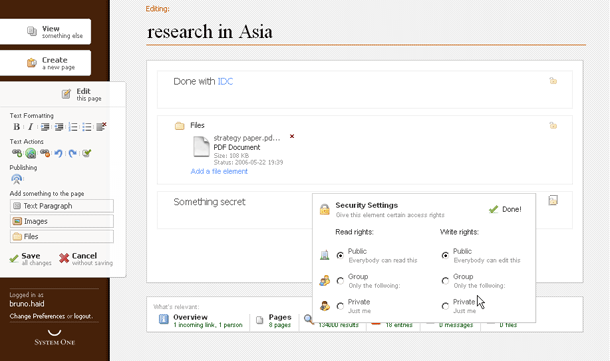 Editing:
research in Asia
View
something else
Create
a new page
Edit
this page
Text Formatting
B I
Text Actions
Publishing
Add something to the page
Text Paragraph
Images
Files
Save
all changes
Cancel
without saving
Logged in as
bruno.haid
Change Preferences or logout.
SYSTEM ONE
Done with IDC
Files
strategy paper.pd...
PDF Document
Size: 108 KB
Status: 2006-05-22 19:39
Add a file element
Something secret
Security Settings
Give this element certain access rights
Done!
Read rights:
Write rights:
Public
Everybody can read this
Public
Everybody can edit this
Group
Only the following:
Group
Only the following:
Private
Just me
Private
Just me
What's relevant:
Overview
1 incoming link, 1 person
Pages
8 pages
134000 results
18 entries
0 messages
0 files